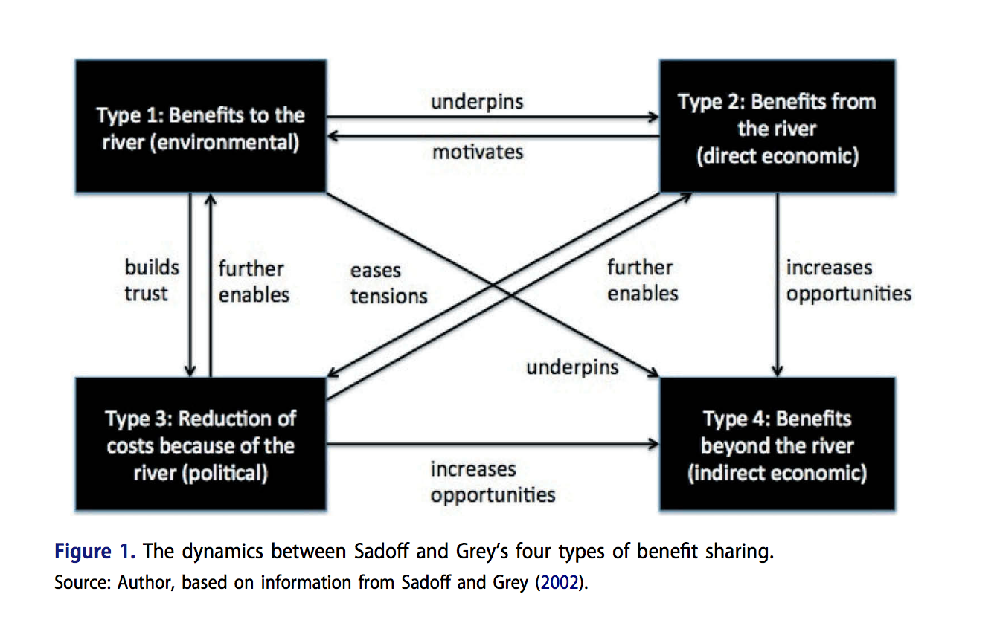 Type 1: Benefits to the
river (environmental)
underpins
motivates
Type 2: Benefits from
the river
(direct economic)
builds
trust
further
enables
eases
tensions
further
enables
increases
opportunities
underpins
Type 3: Reduction of
costs because of the
river (political)
increases
opportunities
Type 4: Benefits
beyond the river
(indirect economic)
Figure 1. The dynamics between Sadoff and Grey’s four types of benefit sharing.
Source: Author, based on information from Sadoff and Grey (2002).